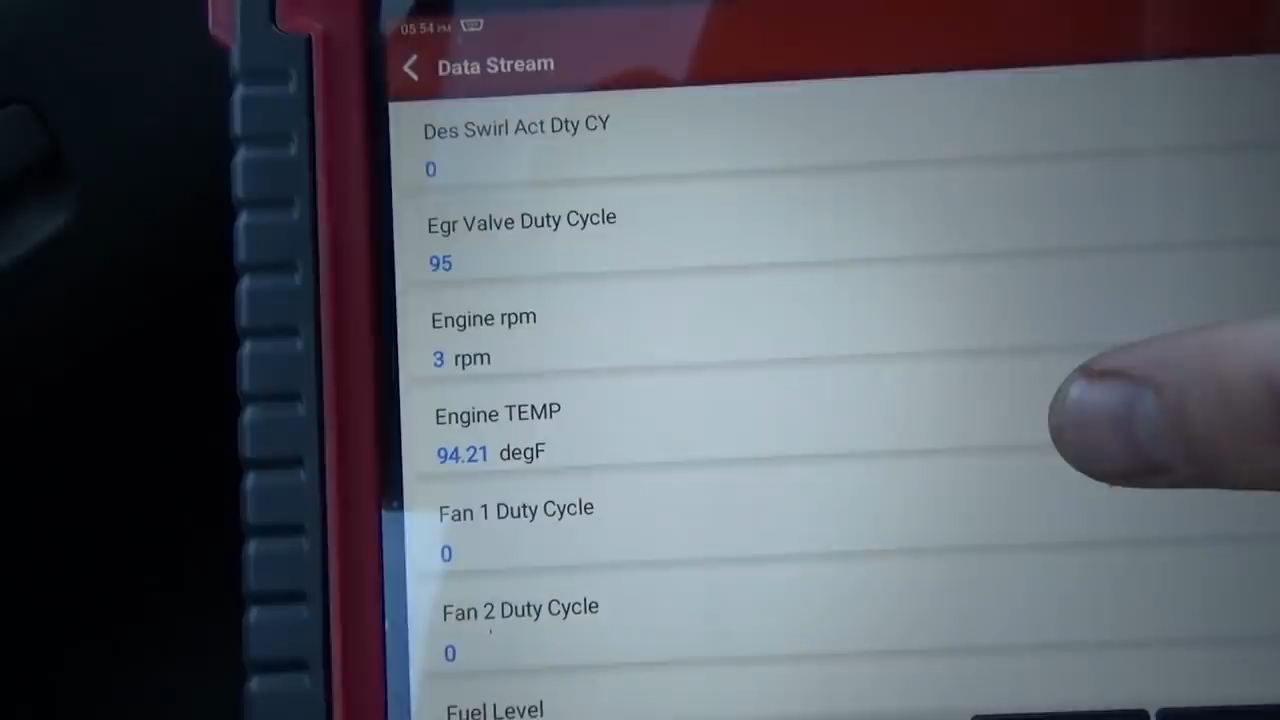 05:54 PM
Data Stream
Des Swirl Act Dty CY
0
Egr Valve Duty Cycle
95
Engine rpm
3 rpm
Engine TEMP
94.21 degF
Fan 1 Duty Cycle
0
Fan 2 Duty Cycle
0
Fuel Level